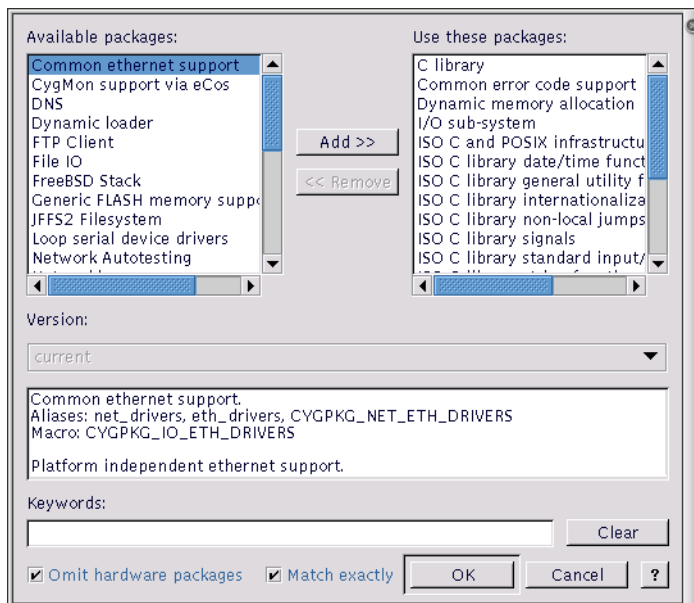 Available packages:
Common ethernet support
CygMon support via eCos
DNS
Dynamic loader
FTP Client
File IO
FreeBSD Stack
Generic FLASH memory suppo
JFFS2 Filesystem
Loop serial device drivers
Network Autotesting
Add >>
<< Remove
Use these packages:
C library
Common error code support
Dynamic memory allocation
I/O sub-system
ISO C and POSIX infrastructu
ISO C library date/time funct
ISO C library general utility f
ISO C library internationaliza
ISO C library non-local jumps
ISO C library signals
ISO C library standard input/
Version:
current
Common ethernet support.
Aliases: net_drivers, eth_drivers, CYGPKG_NET_ETH_DRIVERS
Macro: CYGPKG_IO_ETH_DRIVERS
Platform independent ethernet support.
Keywords:
Clear
Omit hardware packages
Match exactly
OK
Cancel
?